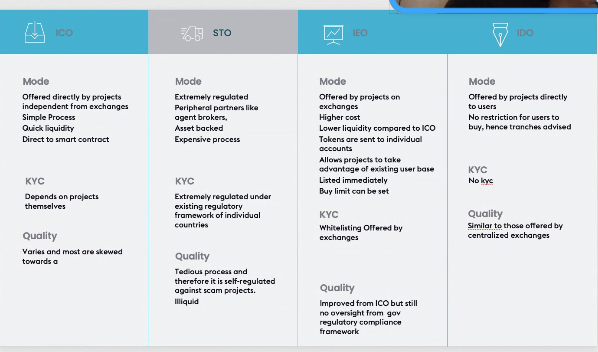 ICO
Mode
Offered directly by projects
independent from exchanges
Simple Process
Quick liquidity
Direct to smart contract
KYC
Depends on projects
themselves
Quality
Varies and most are skewed
towards a
STO
Mode
Extremely regulated
Peripheral partners like
agent brokers,
Asset backed
Expensive process
KYC
Extremely regulated under
existing regulatory
framework of individual
countries
Quality
Tedious process and
therefore it is self-regulated
against scam projects.
Illiquid
IEO
Mode
Offered by projects on
exchanges
Higher cost
Lower liquidity compared to ICO
Tokens are sent to individual
accounts
Allows projects to take
advantage of existing user base
Listed immediately
Buy limit can be set
KYC
Whitelisting Offered by
exchanges
Quality
Improved from ICO but still
no oversight from gov
regulatory compliance
framework
IDO
Mode
Offered by projects directly
to users
No restriction for users to
buy, hence tranches advised
KYC
No kyc
Quality
Similar to those offered by
centralized exchanges